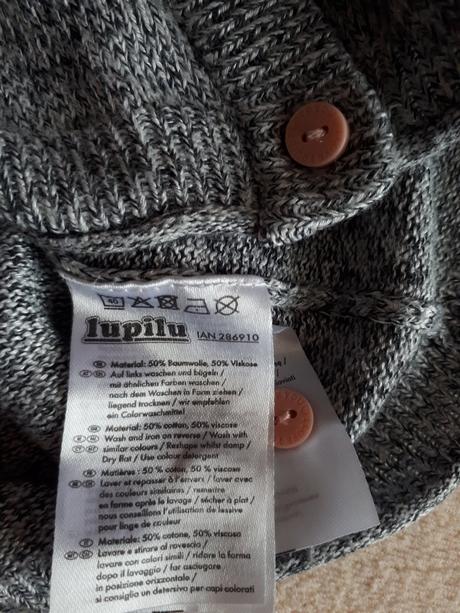 40
lupilu IAN 286910
DE Material: 50% Baumwolle, 50% Viskose
Auf links waschen und bügeln /
mit ähnlichen Farben waschen /
nach dem Waschen in Form ziehen /
liegend trocknen / wir empfehlen
ein Colorwaschmittel
Material: 50% cotton, 50% viscose
Wash and iron on reverse / Wash with
similar colours / Reshape whilst damp /
Dry flat / Use colour detergent
Matières : 50 % coton, 50 % viscose
Laver et repasser à l'envers / laver avec
des couleurs similaires / remettre
en forme après le lavage / sécher à plat /
nous conseillons l'utilisation de lessive
pour linge de couleur
Materiale: 50% cotone, 50% viscosa
Lavare e stirare al rovescio /
lavare con colori simili / ridare la forma
dopo il lavaggio / far asciugare
in posizione orizzontale /
si consiglia un detersivo per capi colorati